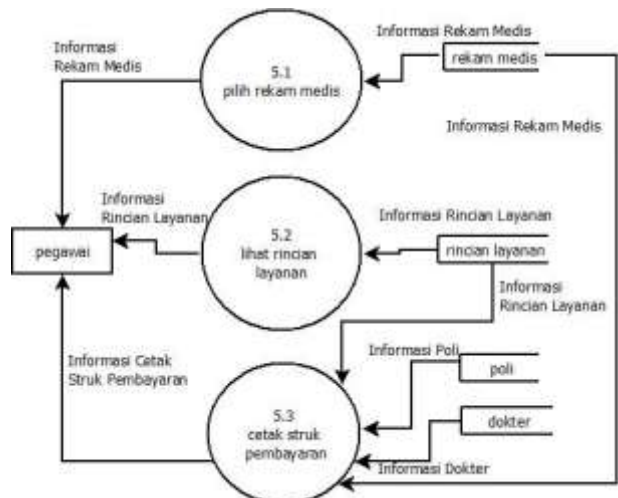 Informasi
Rekam Medis
5.1
pilih rekam medis
Informasi Rekam Medis
rekam medis
Informasi Rekam Medis
Informasi
Rincian Layanan
pegawai
5.2
lihat rincian
layanan
Informasi Rincian Layanan
rincian layanan
Informasi
Rincian Layanan
Informasi Cetak
Struk Pembayaran
5.3
cetak struk
pembayaran
Informasi Poli
poli
dokter
Informasi Dokter